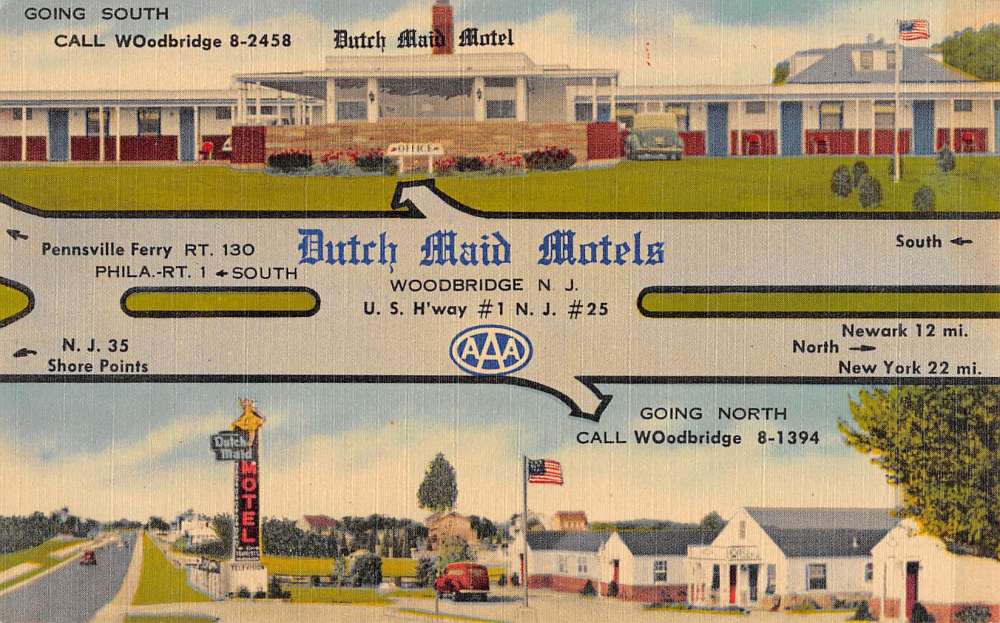 GOING SOUTH
CALL WOodbridge 8-2458
Dutch Maid Motel
OFFICE
Dutch Maid Motels
WOODBRIDGE N. J.
U. S. H'way #1 N. J. #25
AAA
Pennsville Ferry RT. 130
PHILA.-RT. 1 ← SOUTH
South ←
N. J. 35
Shore Points
Newark 12 mi.
North →
New York 22 mi.
GOING NORTH
CALL WOodbridge 8-1394
Dutch
Maid
MOTEL